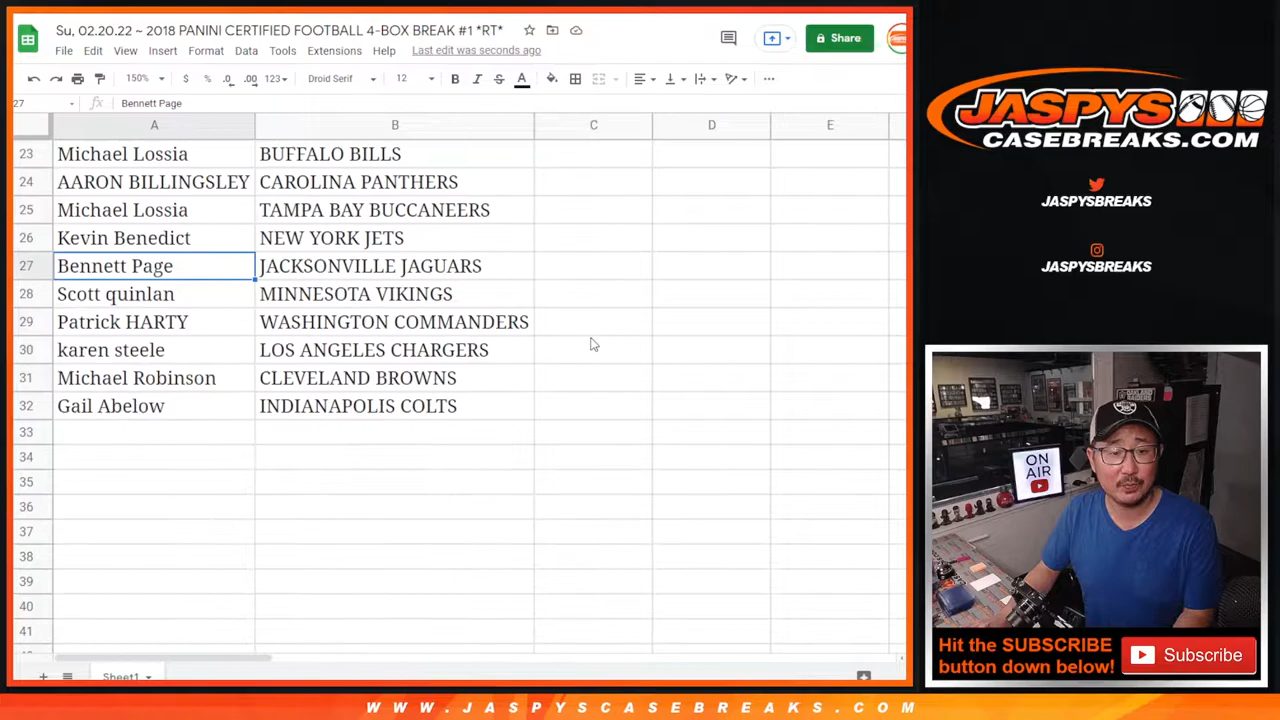 Su, 02.20.22 ~ 2018 PANINI CERTIFIED FOOTBALL 4-BOX BREAK #1 *RT*
File Edit View Insert Format Data Tools Extensions Help Last edit was seconds ago
Share
150% $ % .0 .00 123 Droid Serif 12 B I S A
27 fx Bennett Page
A B C D E
23 Michael Lossia BUFFALO BILLS
24 AARON BILLINGSLEY CAROLINA PANTHERS
25 Michael Lossia TAMPA BAY BUCCANEERS
26 Kevin Benedict NEW YORK JETS
27 Bennett Page JACKSONVILLE JAGUARS
28 Scott quinlan MINNESOTA VIKINGS
29 Patrick HARTY WASHINGTON COMMANDERS
30 karen steele LOS ANGELES CHARGERS
31 Michael Robinson CLEVELAND BROWNS
32 Gail Abelow INDIANAPOLIS COLTS
33
34
35
36
37
38
39
40
41
Sheet1
JASPYS
CASEBREAKS.COM
JASPYSBREAKS
JASPYSBREAKS
OAKLAND
RAIDERS
ON
AIR
Hit the SUBSCRIBE
button down below!
Subscribe
WWW.JASPYSCASEBREAKS.COM